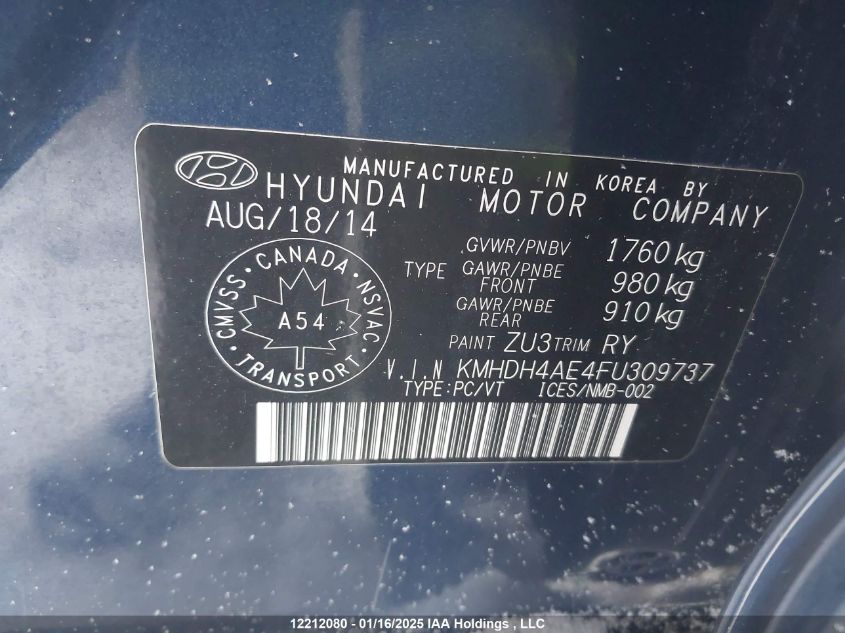 MANUFACTURED IN KOREA BY
HYUNDAI MOTOR COMPANY
AUG/18/14
GVWR/PNBV 1760 kg
TYPE GAWR/PNBE FRONT 980 kg
GAWR/PNBE REAR 910 kg
CMVSS · CANADA · NSVAC · TRANSPORT ·
A54
PAINT ZU3 TRIM RY
V.I.N KMHDH4AE4FU309737
TYPE:PC/VT ICES/NMB-002
12212080 - 01/16/2025 IAA Holdings , LLC